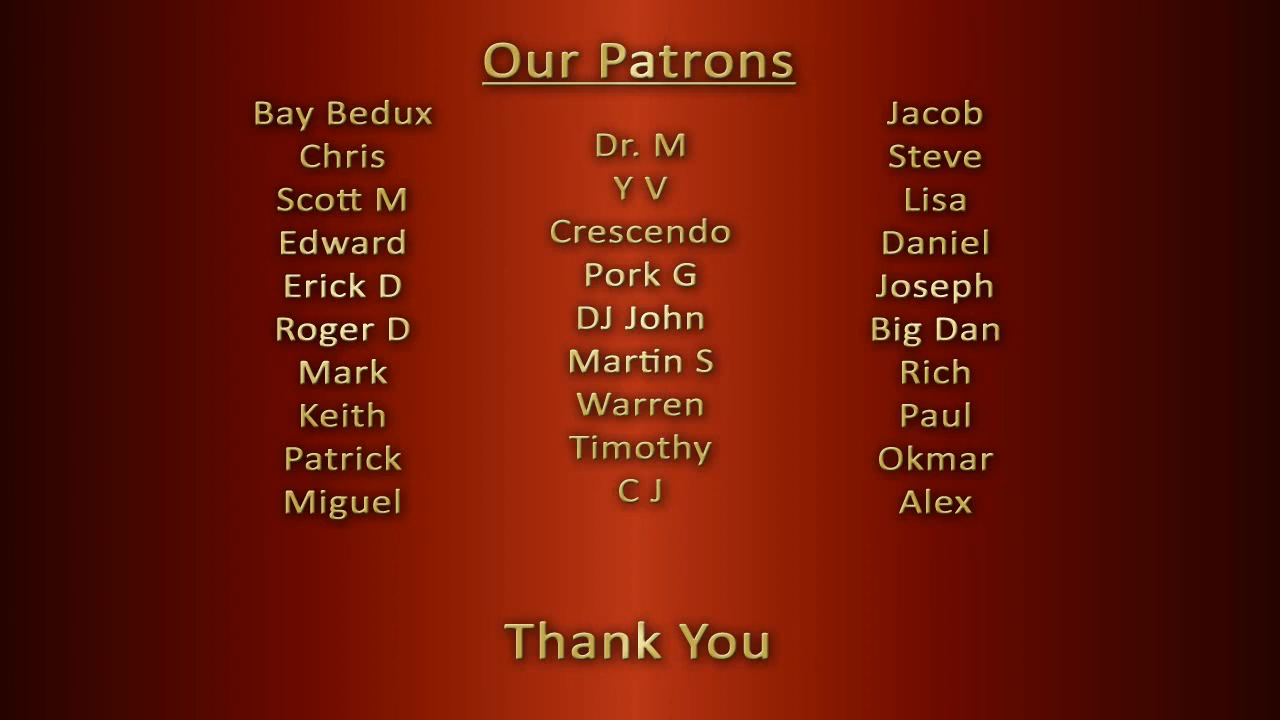 Our Patrons
Bay Bedux
Chris
Scott M
Edward
Erick D
Roger D
Mark
Keith
Patrick
Miguel
Dr. M
Y V
Crescendo
Pork G
DJ John
Martin S
Warren
Timothy
C J
Jacob
Steve
Lisa
Daniel
Joseph
Big Dan
Rich
Paul
Okmar
Alex
Thank You